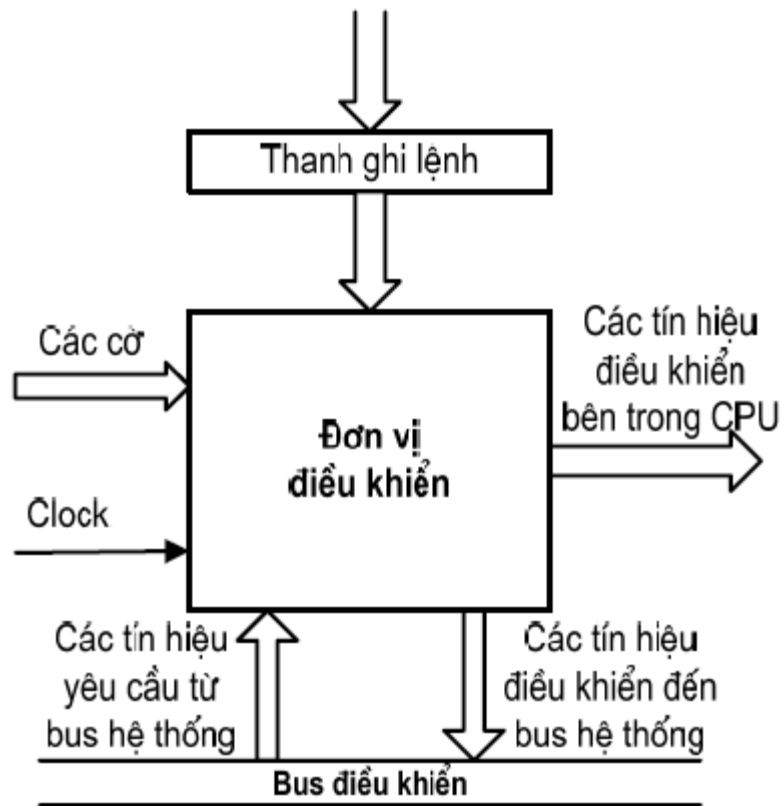 Thanh ghi lệnh
Các cờ
Các tín hiệu
điều khiển
bên trong CPU
Đơn vị
điều khiển
Clock
Các tín hiệu
yêu cầu từ
bus hệ thống
Các tín hiệu
điều khiển đến
bus hệ thống
Bus điều khiển